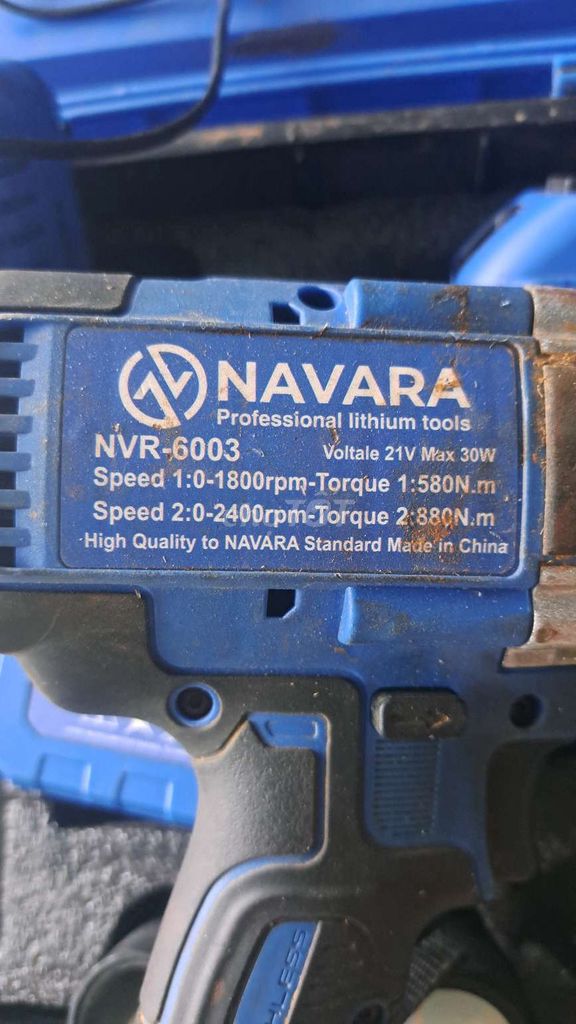 NAVARA
Professional lithium tools
NVR-6003
Voltale 21V Max 30W
Speed 1:0-1800rpm-Torque 1:580N.m
Speed 2:0-2400rpm-Torque 2:880N.m
High Quality to NAVARA Standard Made in China